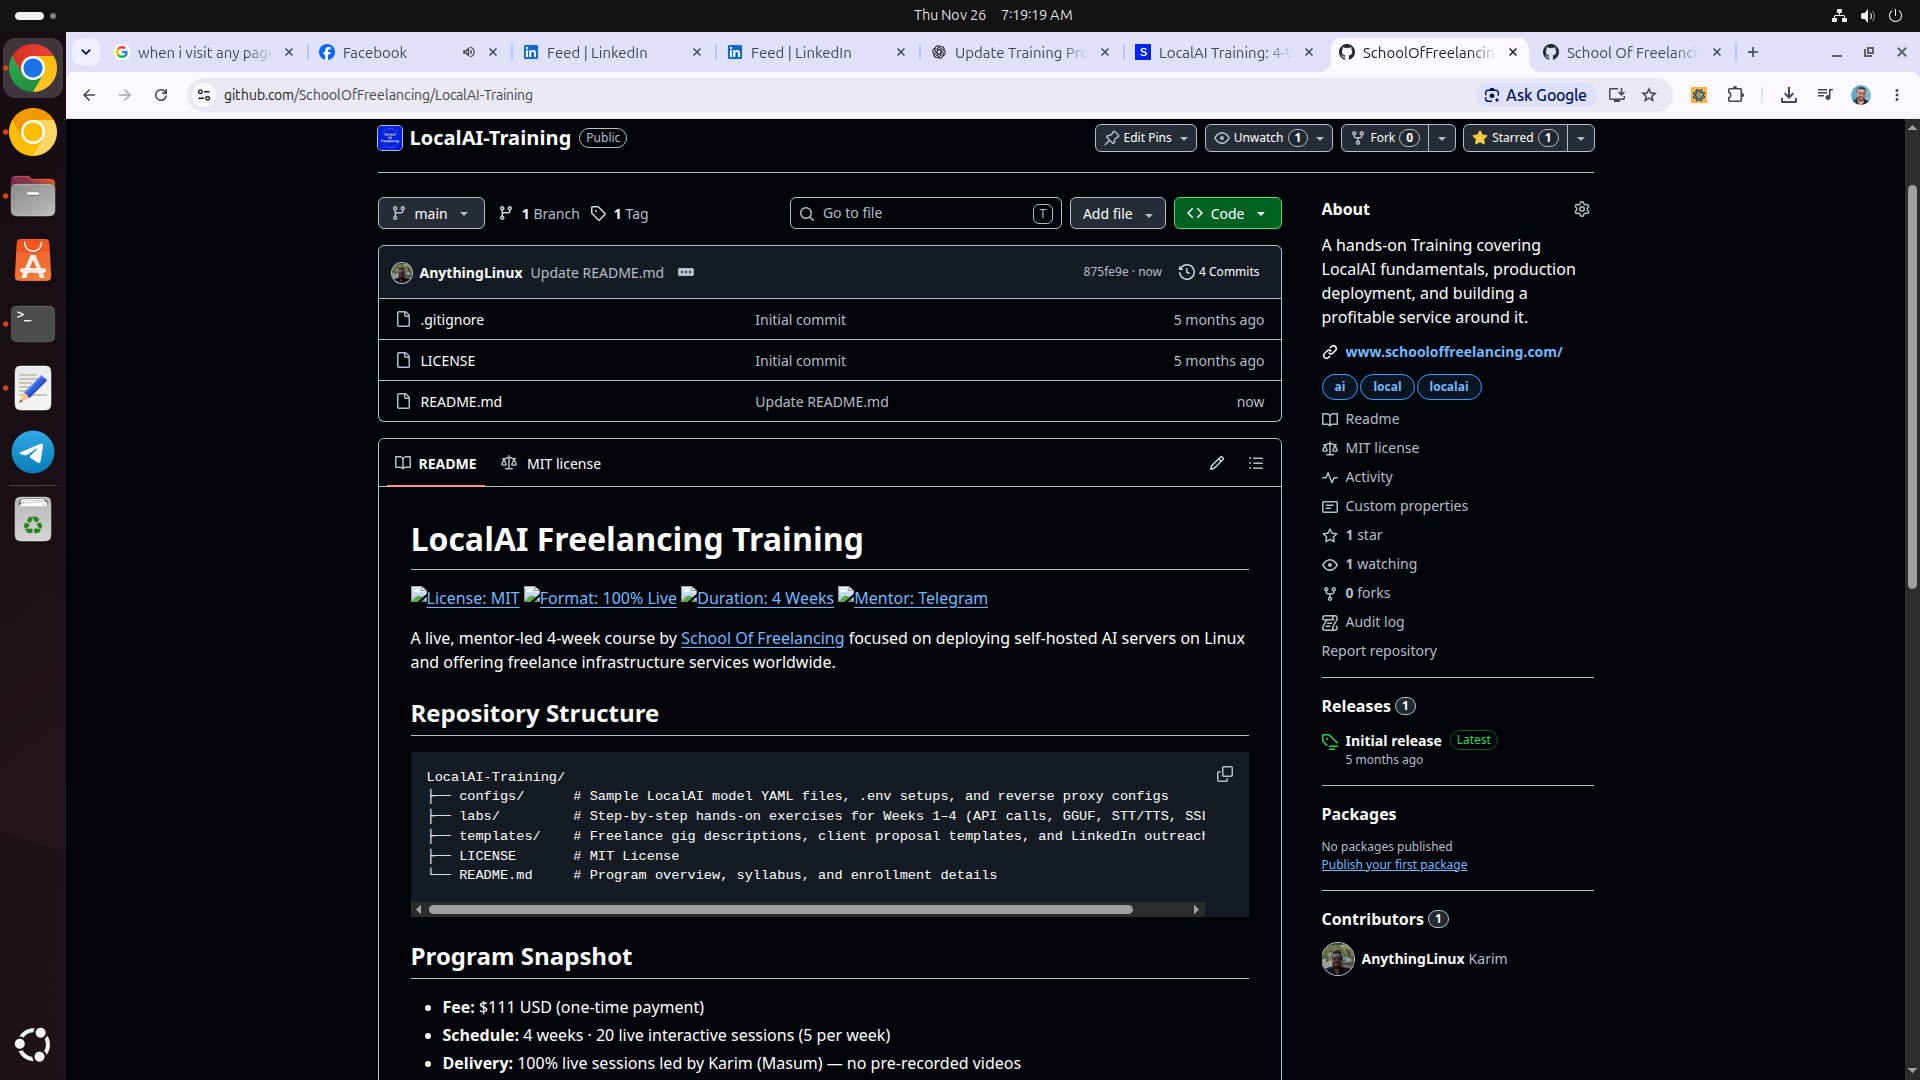 Thu Nov 26 7:19:19 AM
when i visit any pag
Facebook
Feed | LinkedIn
Feed | LinkedIn
Update Training Pro
LocalAI Training: 4-W
SchoolOfFreelancin
School Of Freelanci
github.com/SchoolOfFreelancing/LocalAI-Training
Ask Google
LocalAI-Training Public
Edit Pins
Unwatch 1
Fork 0
Starred 1
main
1 Branch
1 Tag
Go to file T
Add file
Code
AnythingLinux Update README.md
875fe9e · now
4 Commits
.gitignore Initial commit 5 months ago
LICENSE Initial commit 5 months ago
README.md Update README.md now
README
MIT license
LocalAI Freelancing Training
License: MIT Format: 100% Live Duration: 4 Weeks Mentor: Telegram
A live, mentor-led 4-week course by School Of Freelancing focused on deploying self-hosted AI servers on Linux
and offering freelance infrastructure services worldwide.
Repository Structure
LocalAI-Training/
├── configs/ # Sample LocalAI model YAML files, .env setups, and reverse proxy configs
├── labs/ # Step-by-step hands-on exercises for Weeks 1–4 (API calls, GGUF, STT/TTS, SSL
├── templates/ # Freelance gig descriptions, client proposal templates, and LinkedIn outreach
├── LICENSE # MIT License
└── README.md # Program overview, syllabus, and enrollment details
Program Snapshot
• Fee: $111 USD (one-time payment)
• Schedule: 4 weeks · 20 live interactive sessions (5 per week)
• Delivery: 100% live sessions led by Karim (Masum) — no pre-recorded videos
About
A hands-on Training covering
LocalAI fundamentals, production
deployment, and building a
profitable service around it.
www.schooloffreelancing.com/
ai local localai
Readme
MIT license
Activity
Custom properties
1 star
1 watching
0 forks
Audit log
Report repository
Releases 1
Initial release Latest
5 months ago
Packages
No packages published
Publish your first package
Contributors 1
AnythingLinux Karim